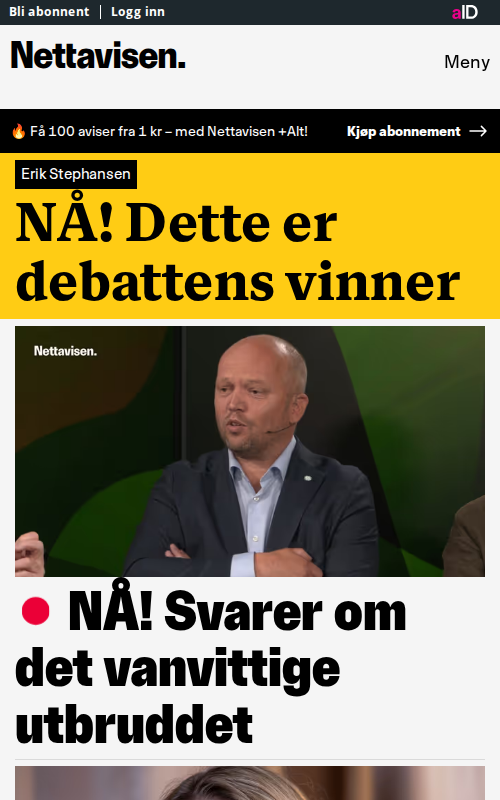 Bli abonnent | Logg inn
aID
Nettavisen.
Meny
🔥 Få 100 aviser fra 1 kr – med Nettavisen +Alt!
Kjøp abonnement →
Erik Stephansen
NÅ! Dette er
debattens vinner
Nettavisen.
NÅ! Svarer om
det vanvittige
utbruddet